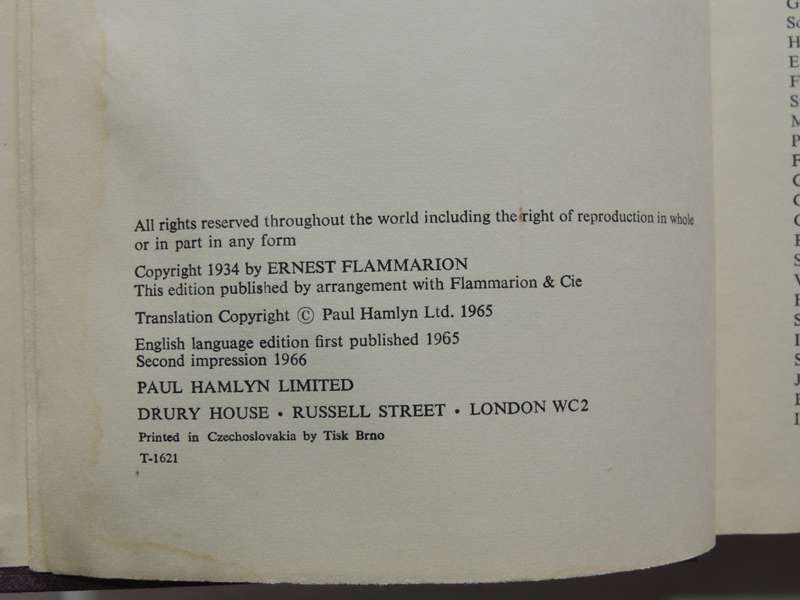 All rights reserved throughout the world including the right of reproduction in whole
or in part in any form
Copyright 1934 by ERNEST FLAMMARION
This edition published by arrangement with Flammarion & Cie
Translation Copyright © Paul Hamlyn Ltd. 1965
English language edition first published 1965
Second impression 1966
PAUL HAMLYN LIMITED
DRURY HOUSE • RUSSELL STREET • LONDON WC2
Printed in Czechoslovakia by Tisk Brno
T-1621